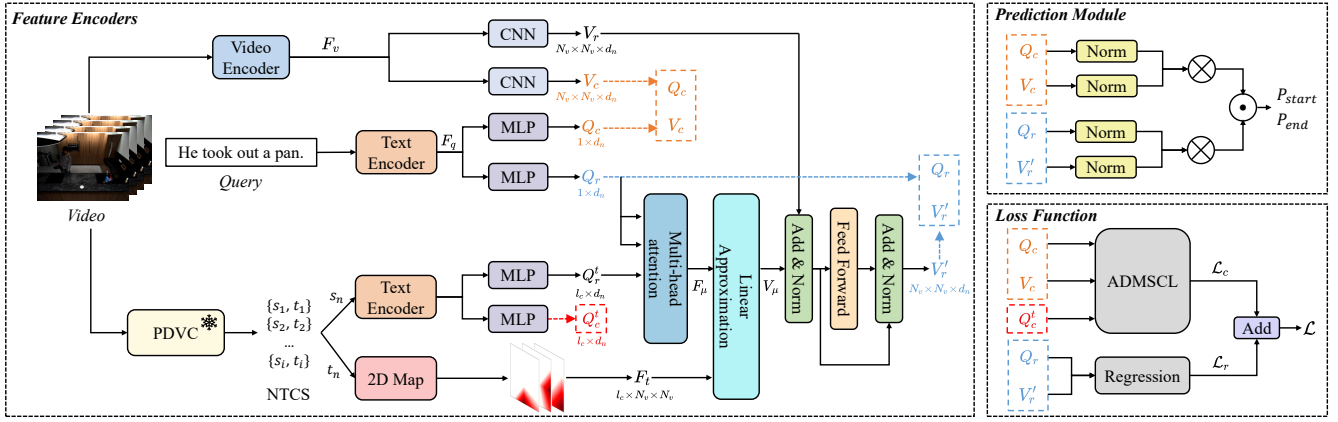 Feature Encoders
Video
Encoder
F_v
CNN
V_r
N_v×N_v×d_n
CNN
V_c
N_v×N_v×d_n
Q_c
V_c
He took out a pan.
Query
Text
Encoder
F_q
MLP
Q_c
1×d_n
MLP
Q_r
1×d_n
Q_r
V'_r
Video
Multi-head
attention
F_μ
Linear
Approximation
V_μ
Add & Norm
Feed Forward
Add & Norm
V'_r
N_v×N_v×d_n
PDVC
{s_1, t_1}
{s_2, t_2}
...
{s_i, t_i}
NTCS
s_n
t_n
Text
Encoder
MLP
Q_r^t
l_c×d_n
MLP
Q_c^t
l_c×d_n
2D Map
F_t
l_c×N_v×N_v
Prediction Module
Q_c
Norm
V_c
Norm
Q_r
Norm
V'_r
Norm
P_start
P_end
Loss Function
Q_c
V_c
Q_c^t
ADMSCL
ℒ_c
Q_r
V'_r
Regression
ℒ_r
Add
ℒ